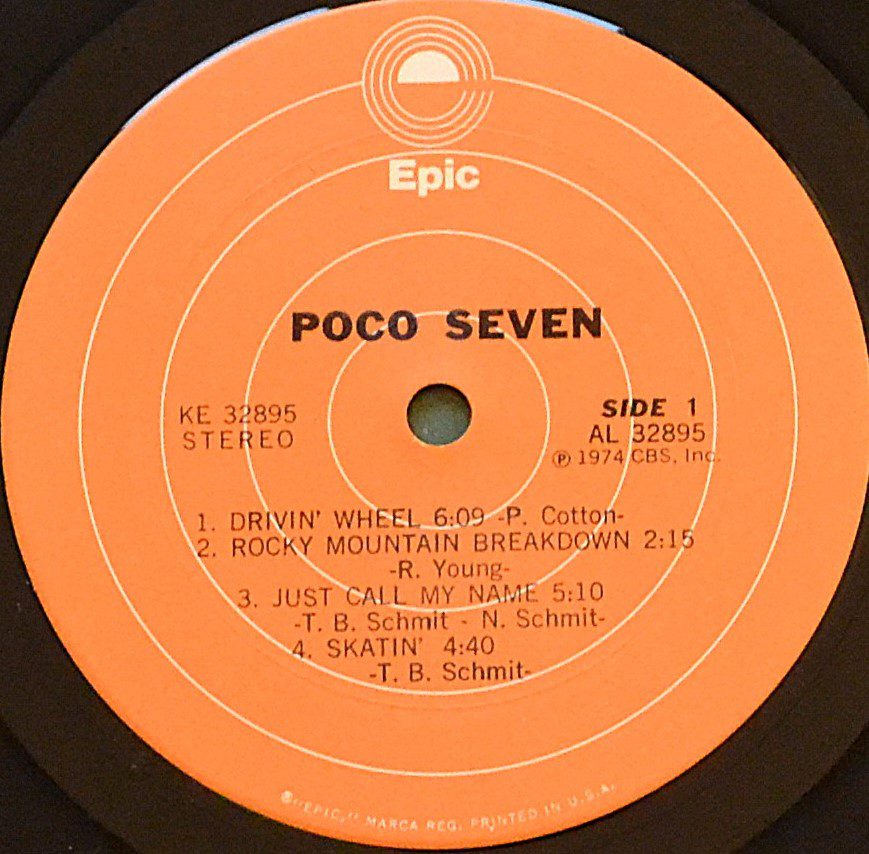 Epic
POCO SEVEN
KE 32895
STEREO
SIDE 1
AL 32895
℗ 1974 CBS, Inc.
1. DRIVIN' WHEEL 6:09 -P. Cotton-
2. ROCKY MOUNTAIN BREAKDOWN 2:15
-R. Young-
3. JUST CALL MY NAME 5:10
-T. B. Schmit - N. Schmit-
4. SKATIN' 4:40
-T. B. Schmit-
®"EPIC," MARCA REG. PRINTED IN U.S.A.